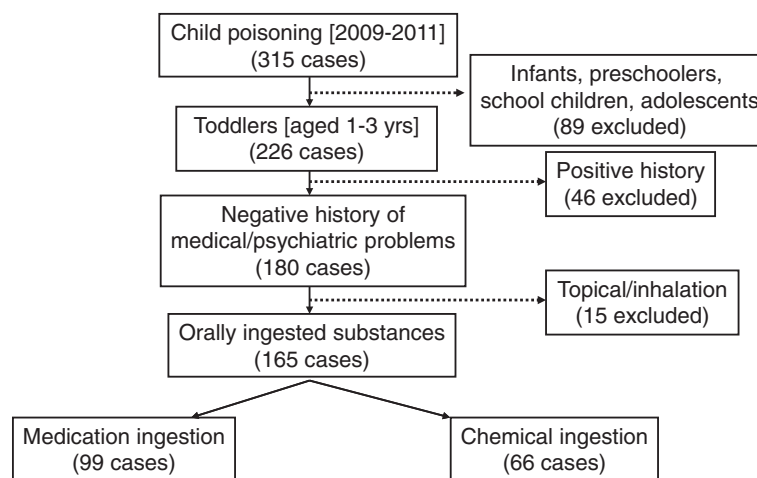 Child poisoning [2009-2011]
(315 cases)
Infants, preschoolers,
school children, adolescents
(89 excluded)
Toddlers [aged 1-3 yrs]
(226 cases)
Positive history
(46 excluded)
Negative history of
medical/psychiatric problems
(180 cases)
Topical/inhalation
(15 excluded)
Orally ingested substances
(165 cases)
Medication ingestion
(99 cases)
Chemical ingestion
(66 cases)